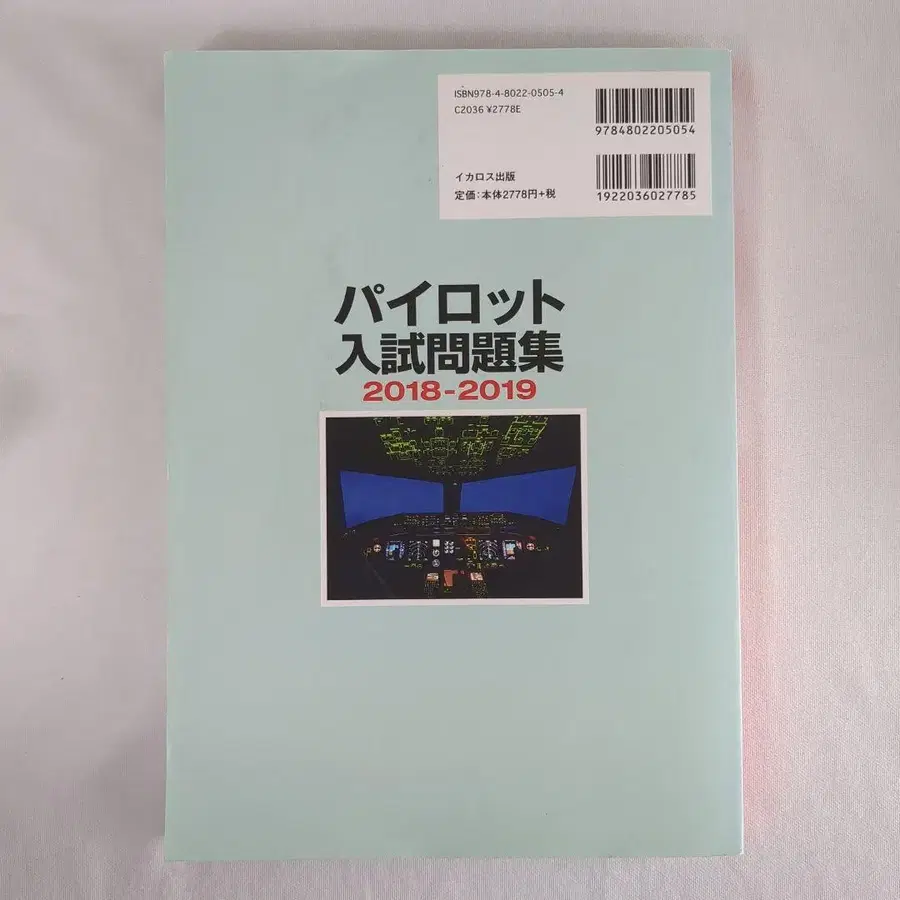 ISBN978-4-8022-0505-4
C2036 ¥2778E
9784802205054
イカロス出版
定価：本体2778円+税
1922036027785
パイロット
入試問題集
2018-2019